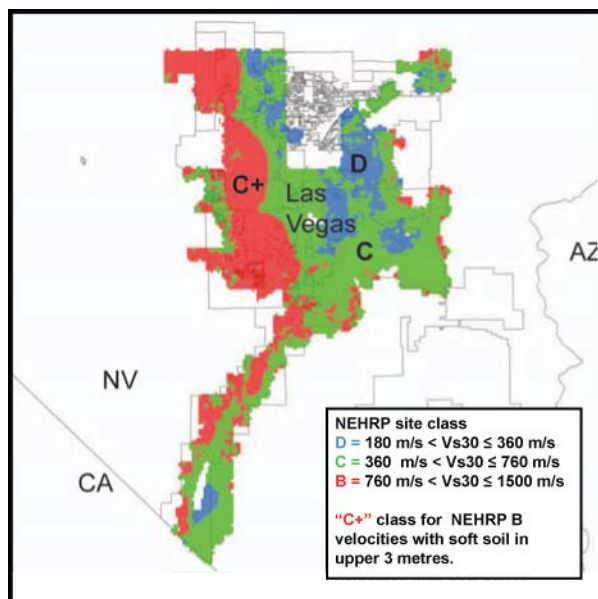 C+
D
Las
Vegas
C
AZ
NV
CA
NEHRP site class
D = 180 m/s < Vs30 ≤ 360 m/s
C = 360 m/s < Vs30 ≤ 760 m/s
B = 760 m/s < Vs30 ≤ 1500 m/s
“C+” class for NEHRP B
velocities with soft soil in
upper 3 metres.